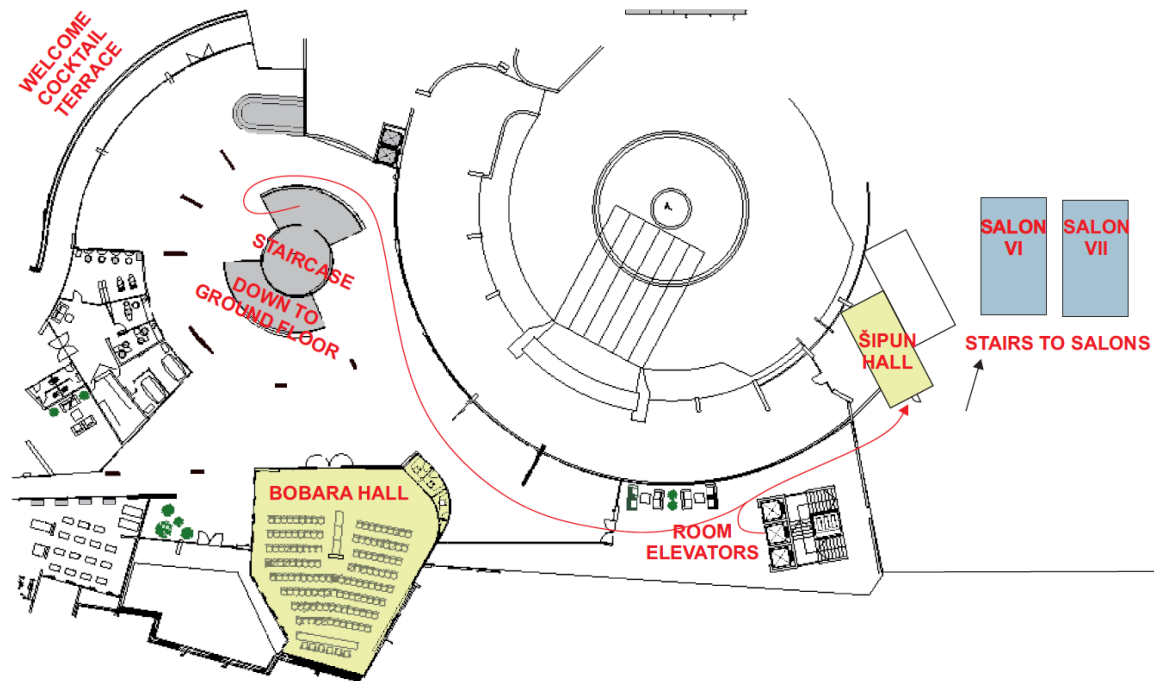 WELCOME
COCKTAIL
TERRACE
STAIRCASE
DOWN TO
GROUND FLOOR
SALON
VI
SALON
VII
ŠIPUN
HALL
STAIRS TO SALONS
BOBARA HALL
ROOM
ELEVATORS